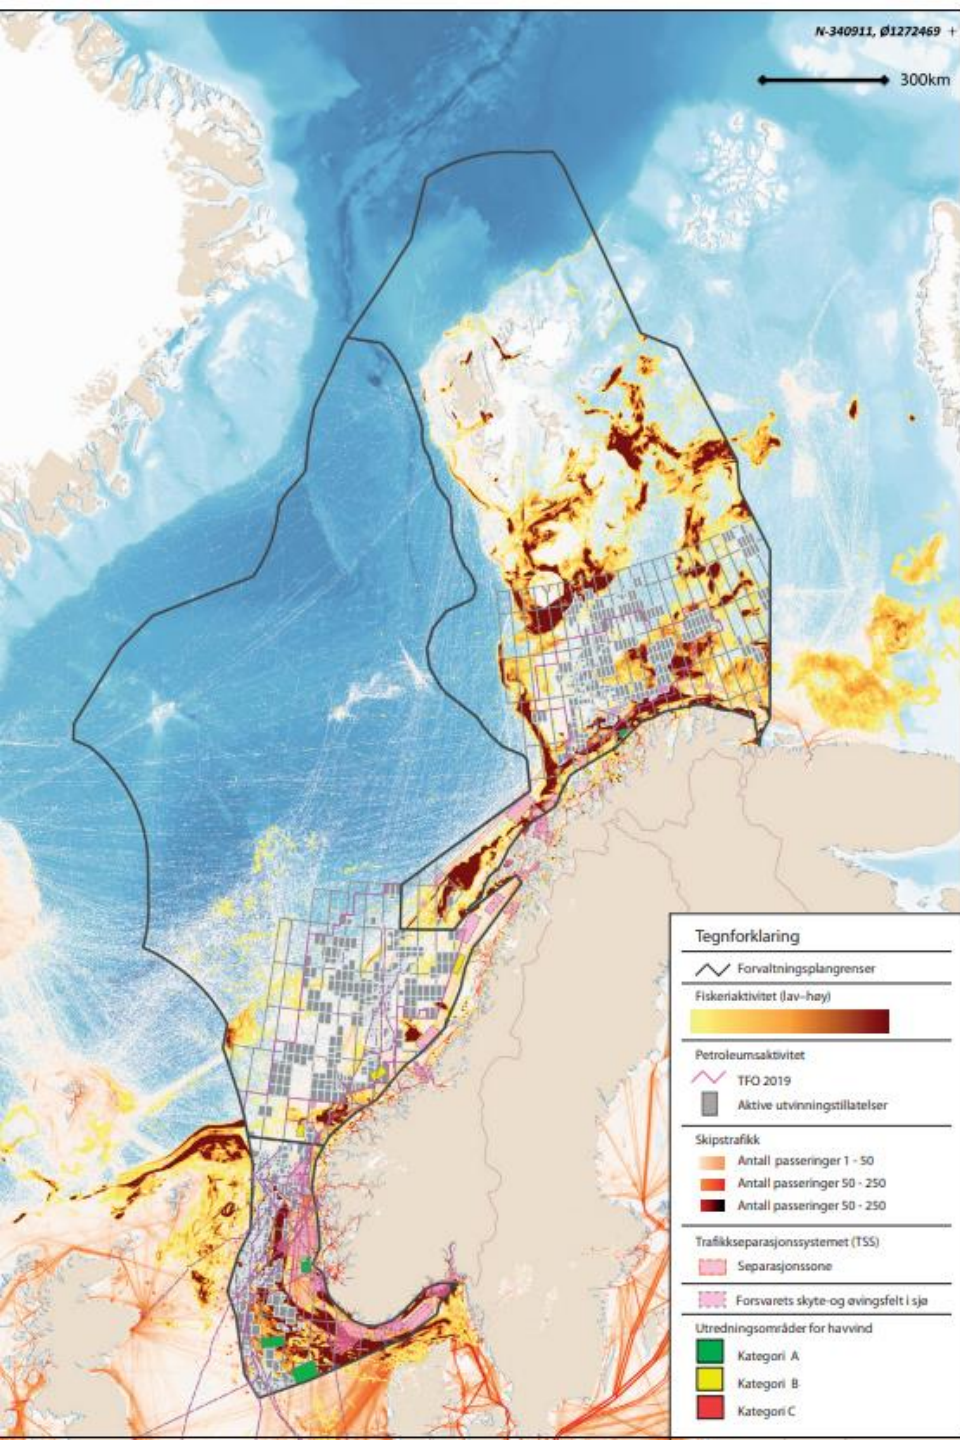 N-340911, Ø1272469 +
300km
Tegnforklaring
Forvaltningsplangrenser
Fiskeriaktivitet (lav–høy)
Petroleumsaktivitet
TFO 2019
Aktive utvinningstillatelser
Skipstrafikk
Antall passeringer 1 - 50
Antall passeringer 50 - 250
Antall passeringer 50 - 250
Trafikkseparasjonssystemet (TSS)
Separasjonssone
Forsvarets skyte-og øvingsfelt i sjø
Utredningsområder for havvind
Kategori A
Kategori B
Kategori C